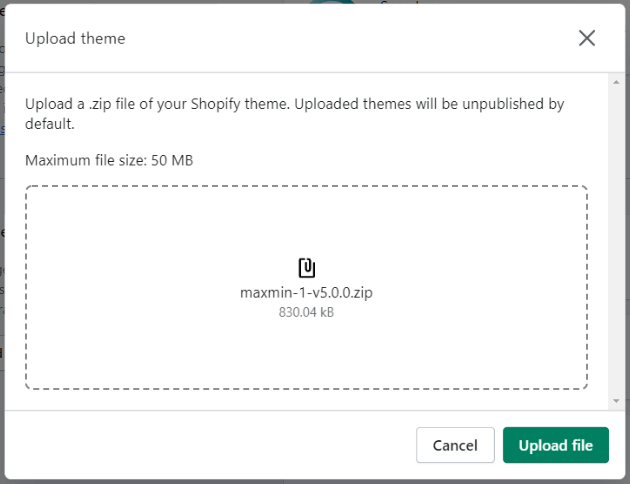 Upload theme
Upload a .zip file of your Shopify theme. Uploaded themes will be unpublished by
default.
Maximum file size: 50 MB
maxmin-1-v5.0.0.zip
830.04 kB
Cancel
Upload file